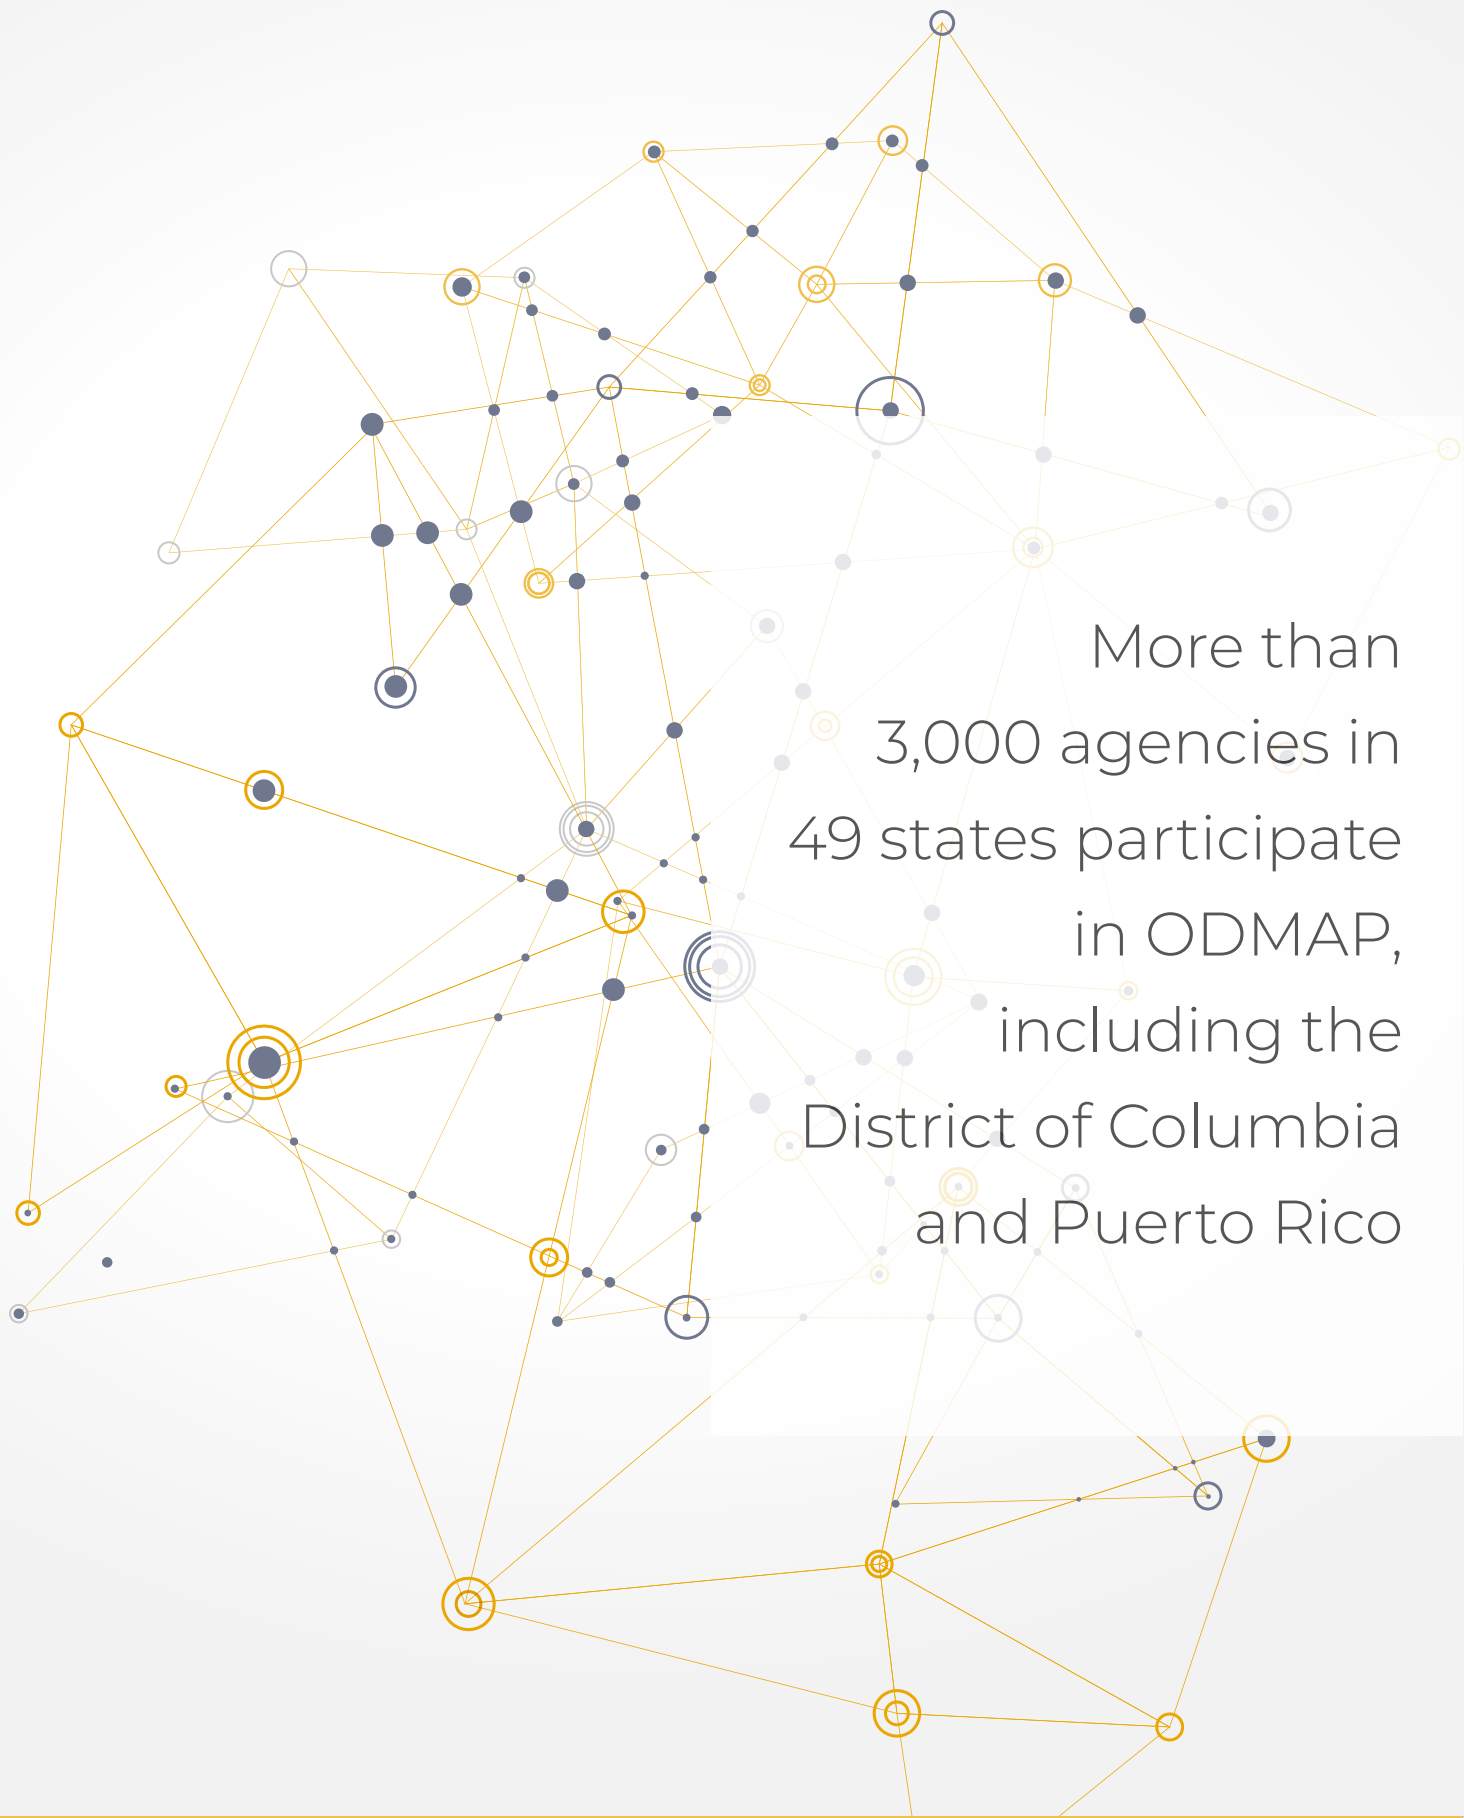 More than
3,000 agencies in
49 states participate
in ODMAP,
including the
District of Columbia
and Puerto Rico